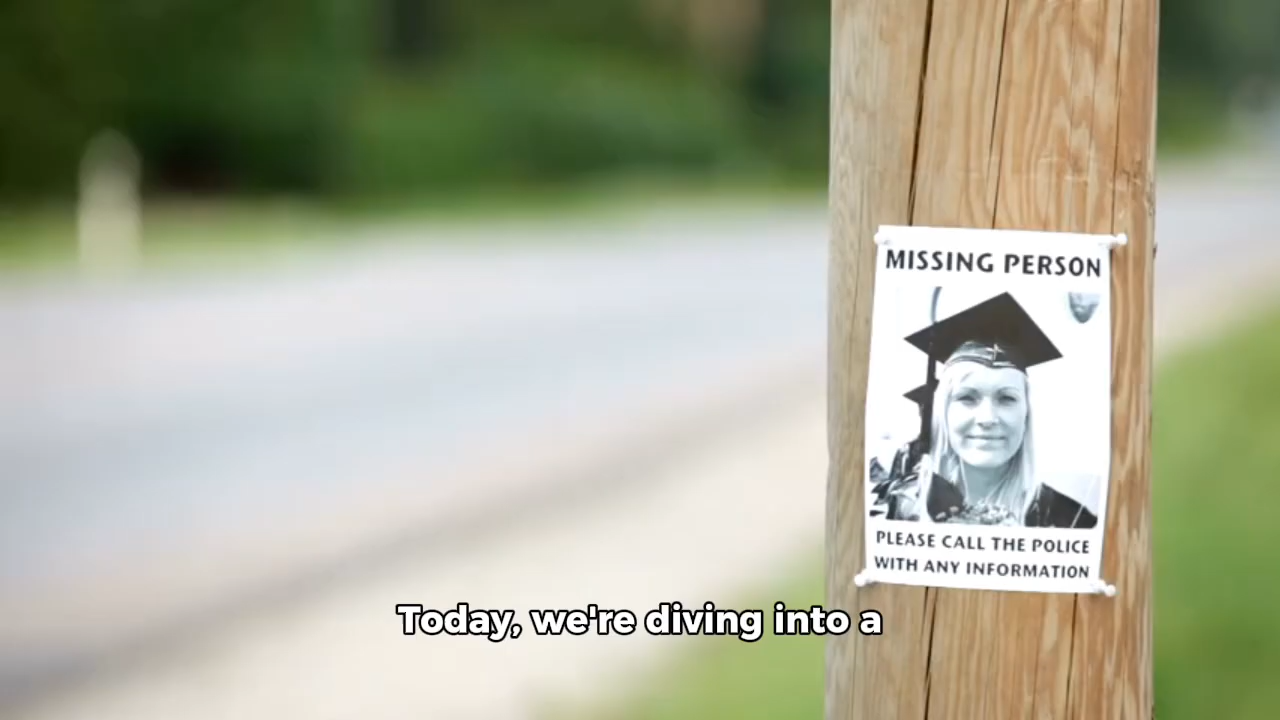 MISSING PERSON
PLEASE CALL THE POLICE
WITH ANY INFORMATION
Today, we're diving into a